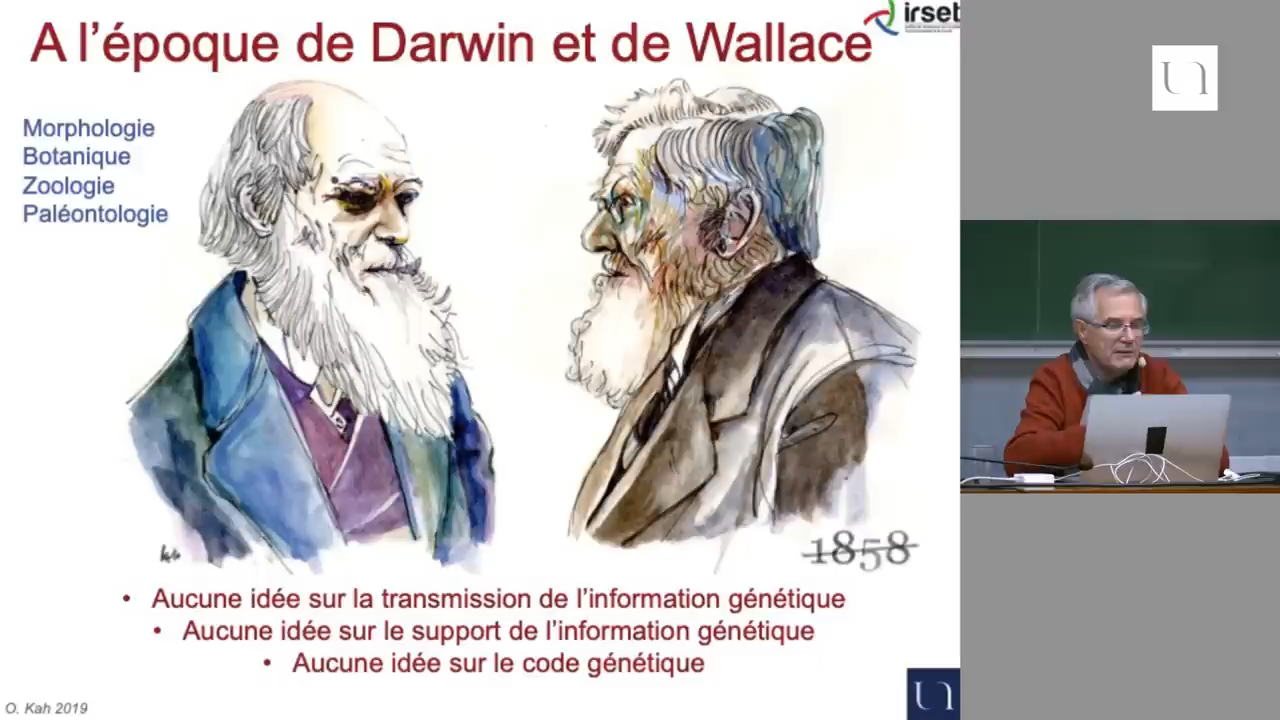 A l'époque de Darwin et de Wallace
irset
Morphologie
Botanique
Zoologie
Paléontologie
1858
• Aucune idée sur la transmission de l'information génétique
• Aucune idée sur le support de l'information génétique
• Aucune idée sur le code génétique
O. Kah 2019